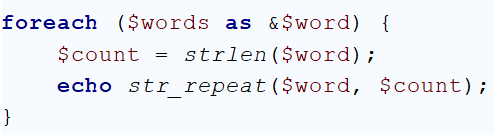 foreach ($words as &$word) {
    $count = strlen($word);
    echo str_repeat($word, $count);
}